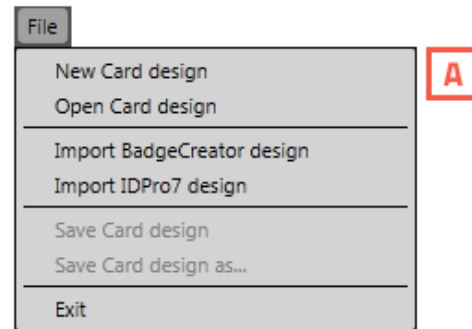 File
New Card design
A
Open Card design
Import BadgeCreator design
Import IDPro7 design
Save Card design
Save Card design as...
Exit